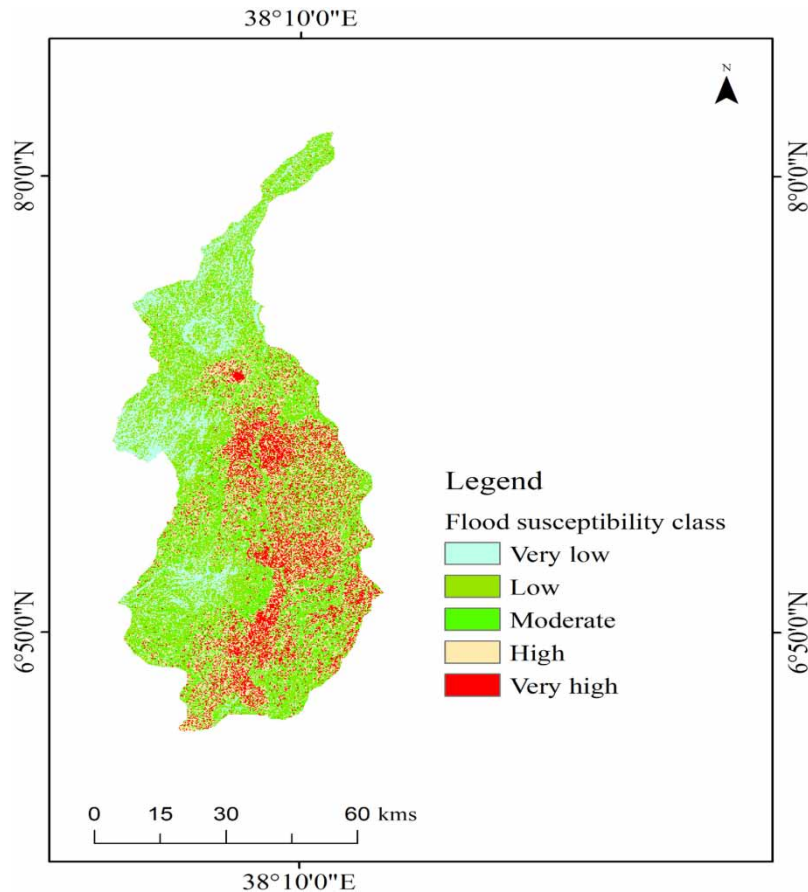 38°10'0"E
N
8°0'0"N
8°0'0"N
Legend
Flood susceptibility class
Very low
Low
Moderate
High
Very high
6°50'0"N
6°50'0"N
0 15 30 60 kms
38°10'0"E